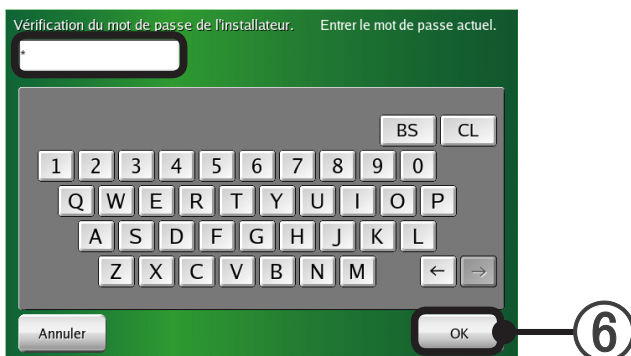 Vérification du mot de passe de l'installateur. Entrer le mot de passe actuel.
*
BS CL
1 2 3 4 5 6 7 8 9 0
Q W E R T Y U I O P
A S D F G H J K L
Z X C V B N M ← →
Annuler OK 6